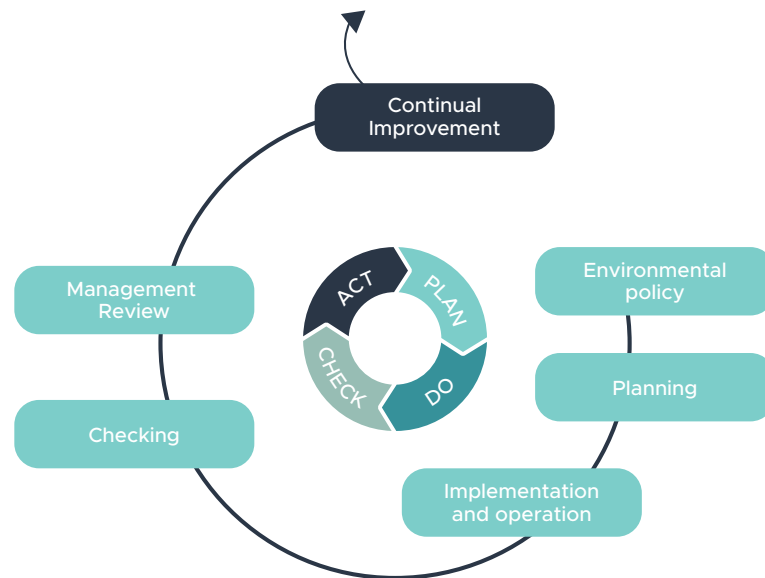 Continual
Improvement
Environmental
policy
Planning
Implementation
and operation
Checking
Management
Review
PLAN
DO
CHECK
ACT